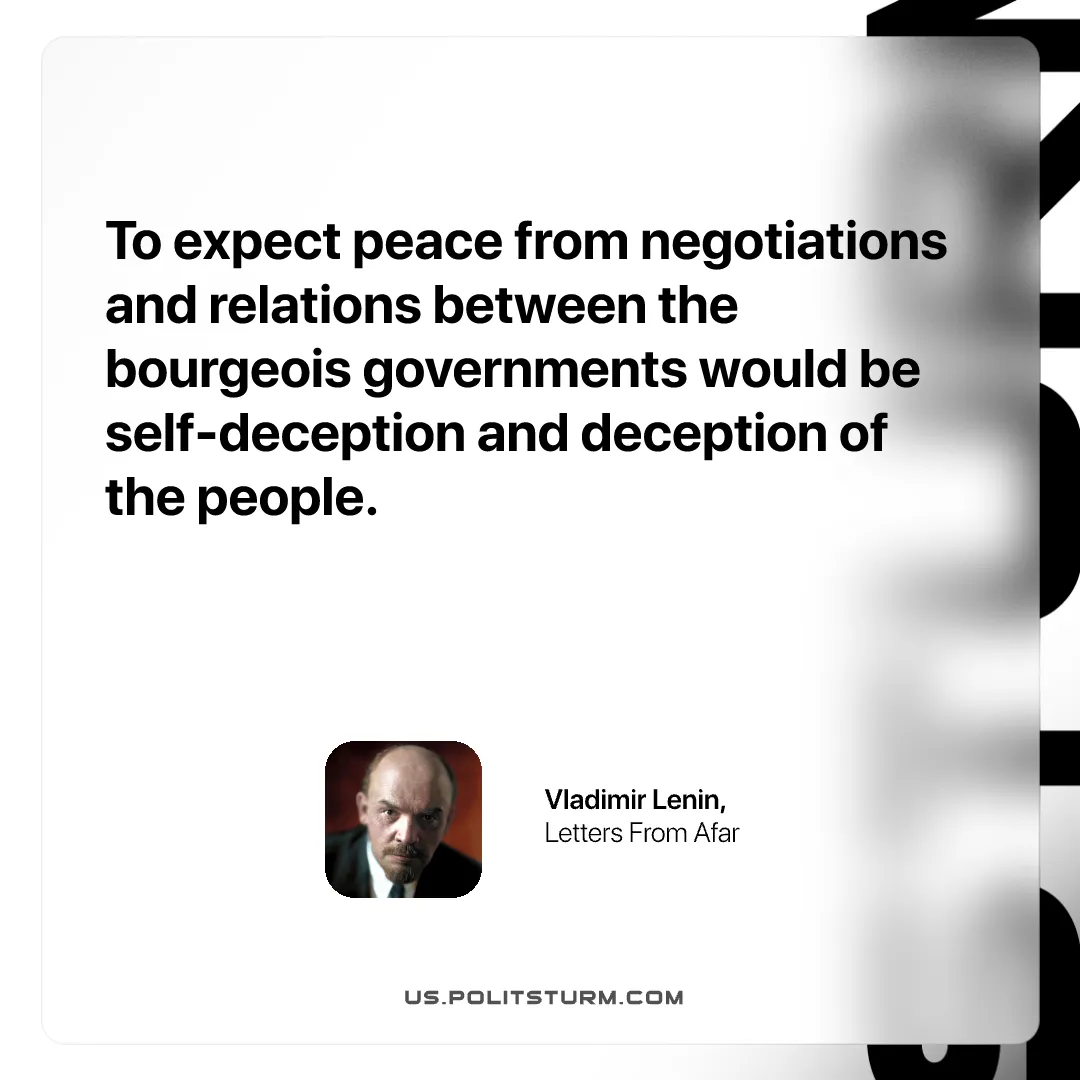 To expect peace from negotiations
and relations between the
bourgeois governments would be
self-deception and deception of
the people.
Vladimir Lenin,
Letters From Afar
US.POLITSTURM.COM